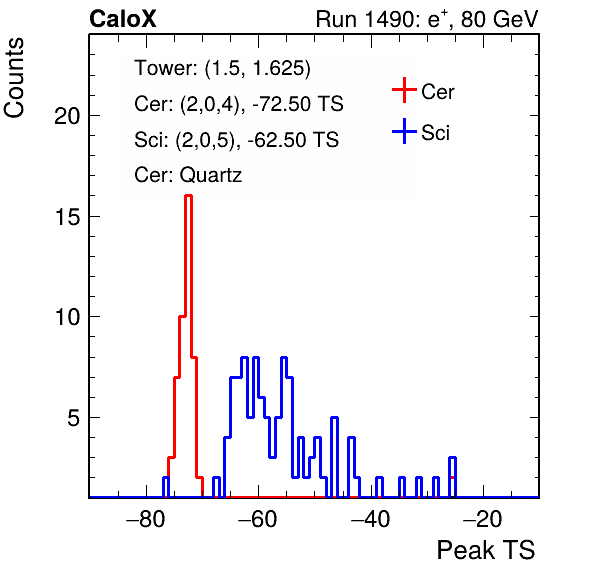 CaloX Run 1490: e⁺, 80 GeV
Counts
Tower: (1.5, 1.625)
Cer: (2,0,4), -72.50 TS
Sci: (2,0,5), -62.50 TS
Cer: Quartz
Cer
Sci
20
15
10
5
−80 −60 −40 −20
Peak TS